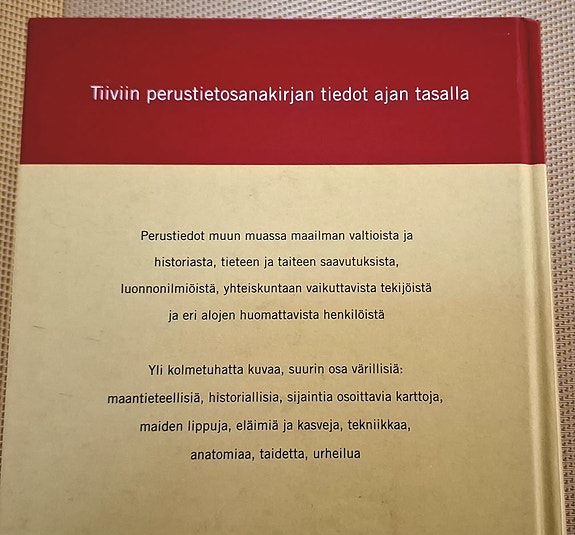 Tiiviin perustietosanakirjan tiedot ajan tasalla
Perustiedot muun muassa maailman valtioista ja
historiasta, tieteen ja taiteen saavutuksista,
luonnonilmiöistä, yhteiskuntaan vaikuttavista tekijöistä
ja eri alojen huomattavista henkilöistä
Yli kolmetuhatta kuvaa, suurin osa värillisiä:
maantieteellisiä, historiallisia, sijaintia osoittavia karttoja,
maiden lippuja, eläimiä ja kasveja, tekniikkaa,
anatomiaa, taidetta, urheilua